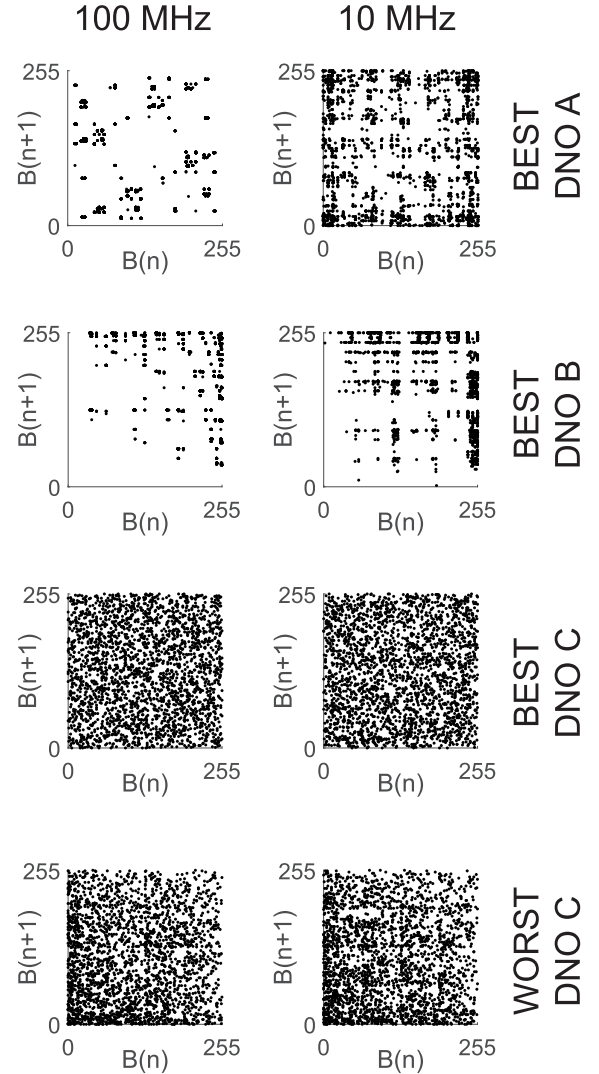 100 MHz 10 MHz
255
B(n+1)
0
0 255
B(n)
255
B(n+1)
0
0 255
B(n)
BEST
DNO A
255
B(n+1)
0
0 255
B(n)
255
B(n+1)
0
0 255
B(n)
BEST
DNO B
255
B(n+1)
0
0 255
B(n)
255
B(n+1)
0
0 255
B(n)
BEST
DNO C
255
B(n+1)
0
0 255
B(n)
255
B(n+1)
0
0 255
B(n)
WORST
DNO C